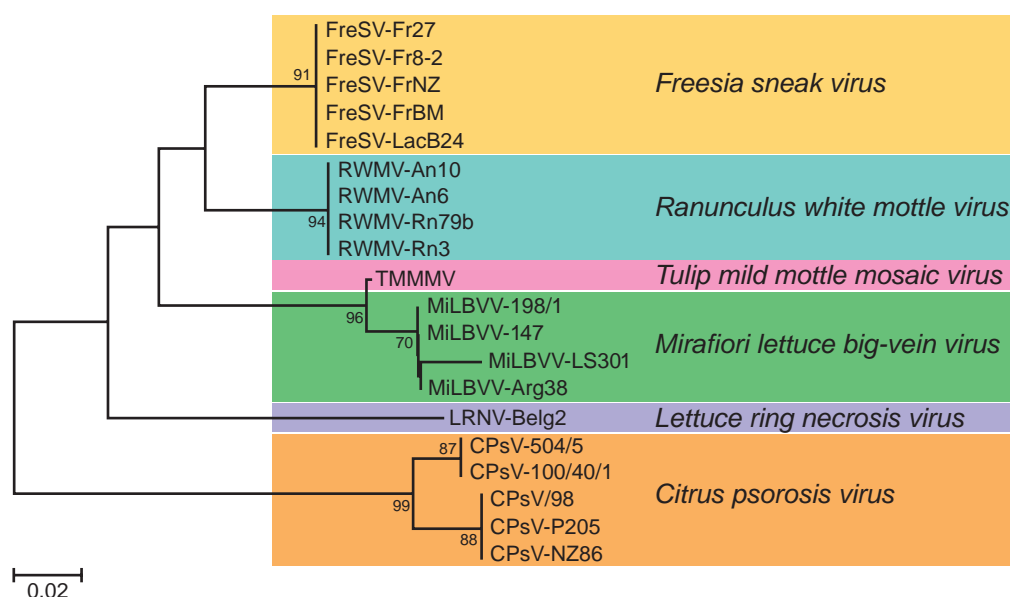 FreSV-Fr27
FreSV-Fr8-2
91
FreSV-FrNZ
Freesia sneak virus
FreSV-FrBM
FreSV-LacB24
RWMV-An10
RWMV-An6
94
RWMV-Rn79b
Ranunculus white mottle virus
RWMV-Rn3
TMMMV
Tulip mild mottle mosaic virus
96
MiLBVV-198/1
MiLBVV-147
70
Mirafiori lettuce big-vein virus
MiLBVV-LS301
MiLBVV-Arg38
LRNV-Belg2
Lettuce ring necrosis virus
87
CPsV-504/5
CPsV-100/40/1
99
CPsV/98
Citrus psorosis virus
CPsV-P205
88
CPsV-NZ86
0.02